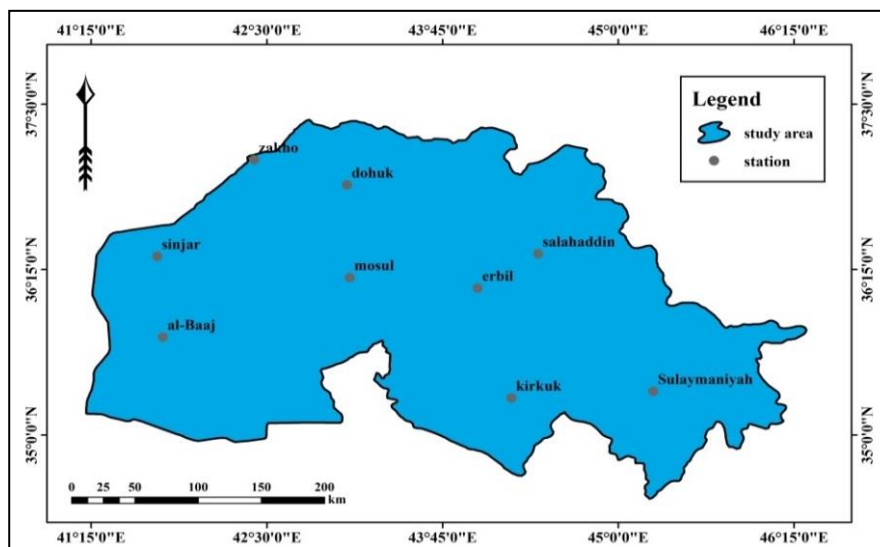 41°15'0"E 42°30'0"E 43°45'0"E 45°0'0"E 46°15'0"E
37°30'0"N
37°30'0"N
Legend
study area
station
zakho
dohuk
sinjar
salahaddin
mosul
erbil
36°15'0"N
36°15'0"N
al-Baaj
kirkuk
Sulaymaniyah
35°0'0"N
35°0'0"N
0 25 50 100 150 200
km
41°15'0"E 42°30'0"E 43°45'0"E 45°0'0"E 46°15'0"E